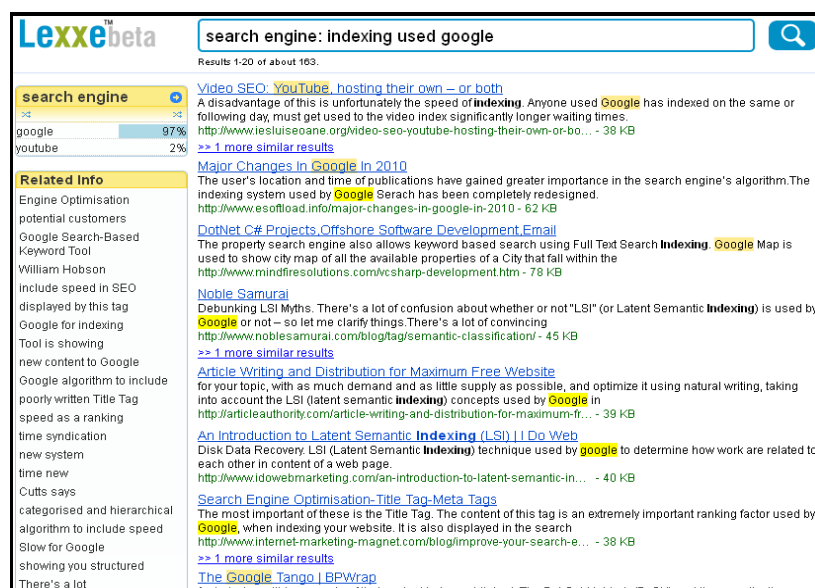 Lexxe™beta
search engine: indexing used google
Results 1-20 of about 163.
search engine
google 97%
youtube 2%
Related Info
Engine Optimisation
potential customers
Google Search-Based
Keyword Tool
William Hobson
include speed in SEO
displayed by this tag
Google for indexing
Tool is showing
new content to Google
Google algorithm to include
poorly written Title Tag
speed as a ranking
time syndication
new system
time new
Cutts says
categorised and hierarchical
algorithm to include speed
Slow for Google
showing you structured
There's a lot
Video SEO: YouTube, hosting their own – or both
A disadvantage of this is unfortunately the speed of indexing. Anyone used Google has indexed on the same or
following day, must get used to the video index significantly longer waiting times.
http://www.iesluiseoane.org/video-seo-youtube-hosting-their-own-or-bo... - 38 KB
>> 1 more similar results
Major Changes In Google In 2010
The user's location and time of publications have gained greater importance in the search engine's algorithm.The
indexing system used by Google Serach has been completely redesigned.
http://www.esoftload.info/major-changes-in-google-in-2010 - 62 KB
DotNet C# Projects,Offshore Software Development,Email
The property search engine also allows keyword based search using Full Text Search Indexing. Google Map is
used to show city map of all the available properties of a City that fall within the
http://www.mindfiresolutions.com/vcsharp-development.htm - 78 KB
Noble Samurai
Debunking LSI Myths. There's a lot of confusion about whether or not "LSI" (or Latent Semantic Indexing) is used by
Google or not – so let me clarify things.There's a lot of convincing
http://www.noblesamurai.com/blog/tag/semantic-classification/ - 45 KB
>> 1 more similar results
Article Writing and Distribution for Maximum Free Website
for your topic, with as much demand and as little supply as possible, and optimize it using natural writing, taking
into account the LSI (latent semantic indexing) concepts used by Google in
http://articleauthority.com/article-writing-and-distribution-for-maximum-fr... - 39 KB
An Introduction to Latent Semantic Indexing (LSI) | I Do Web
Disk Data Recovery. LSI (Latent Semantic Indexing) technique used by google to determine how work are related to
each other in content of a web page.
http://www.idowebmarketing.com/an-introduction-to-latent-semantic-in... - 40 KB
Search Engine Optimisation-Title Tag-Meta Tags
The most important of these is the Title Tag. The content of this tag is an extremely important ranking factor used by
Google, when indexing your website. It is also displayed in the search
http://www.internet-marketing-magnet.com/blog/improve-your-search-e... - 38 KB
>> 1 more similar results
The Google Tango | BPWrap